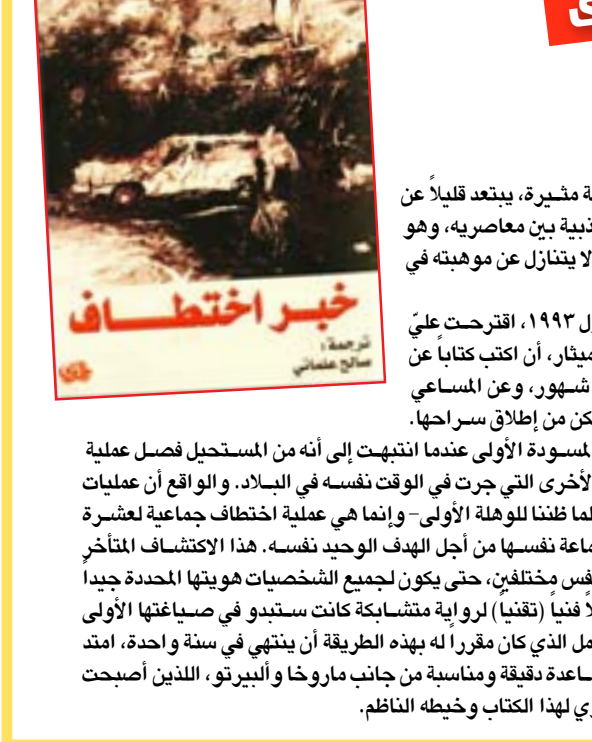 ى
خبر اختطاف
ترجمة:
صالح علماني
ة مثيرة، يبتعد قليلاً عن
ذبية بين معاصريه، وهو
لا يتنازل عن موهبته في
ول ١٩٩٣، اقترحت عليّ
ميثار، أن اكتب كتاباً عن
شهور، وعن المساعي
كن من إطلاق سراحها.
لمسودة الأولى عندما انتبهت إلى أنه من المستحيل فصل عملية
لأخرى التي جرت في الوقت نفسه في البلاد. والواقع أن عمليات
لما ظننا للوهلة الأولى- وإنما هي عملية اختطاف جماعية لعشرة
ماعة نفسها من أجل الهدف الوحيد نفسه. هذا الاكتشاف المتأخر
فس مختلفين، حتى يكون لجميع الشخصيات هويتها المحددة جيداً
لا فنياً (تقنياً) لرواية متشابكة كانت ستبدو في صياغتها الأولى
مل الذي كان مقرراً له بهذه الطريقة أن ينتهي في سنة واحدة، امتد
ـاعدة دقيقة ومناسبة من جانب ماروخا وألبيرتو، اللذين أصبحت
ري لهذا الكتاب وخيطه الناظم.